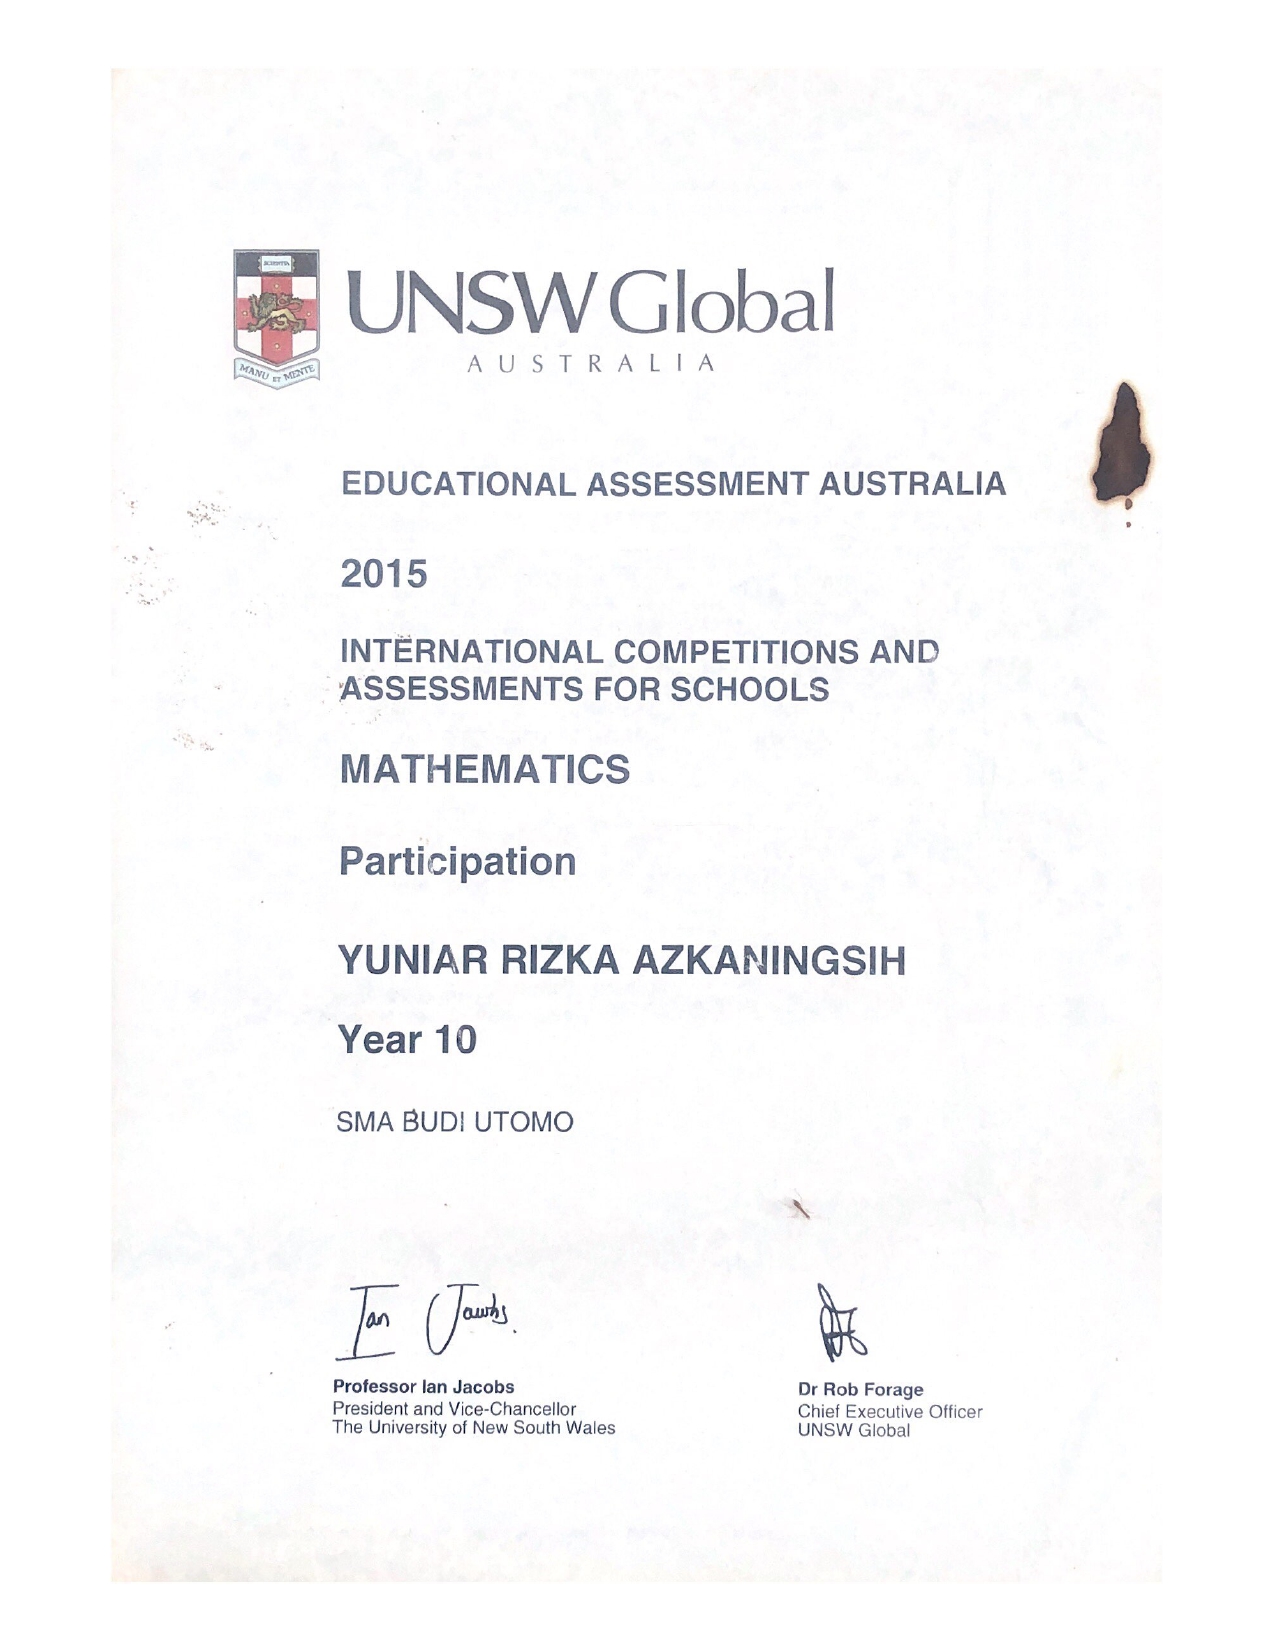 SCIENTIA
MANU ET MENTE
UNSW Global
AUSTRALIA
EDUCATIONAL ASSESSMENT AUSTRALIA
2015
INTERNATIONAL COMPETITIONS AND
ASSESSMENTS FOR SCHOOLS
MATHEMATICS
Participation
YUNIAR RIZKA AZKANINGSIH
Year 10
SMA BUDI UTOMO
Ian Jacobs
Professor Ian Jacobs
President and Vice-Chancellor
The University of New South Wales
Dr Rob Forage
Chief Executive Officer
UNSW Global